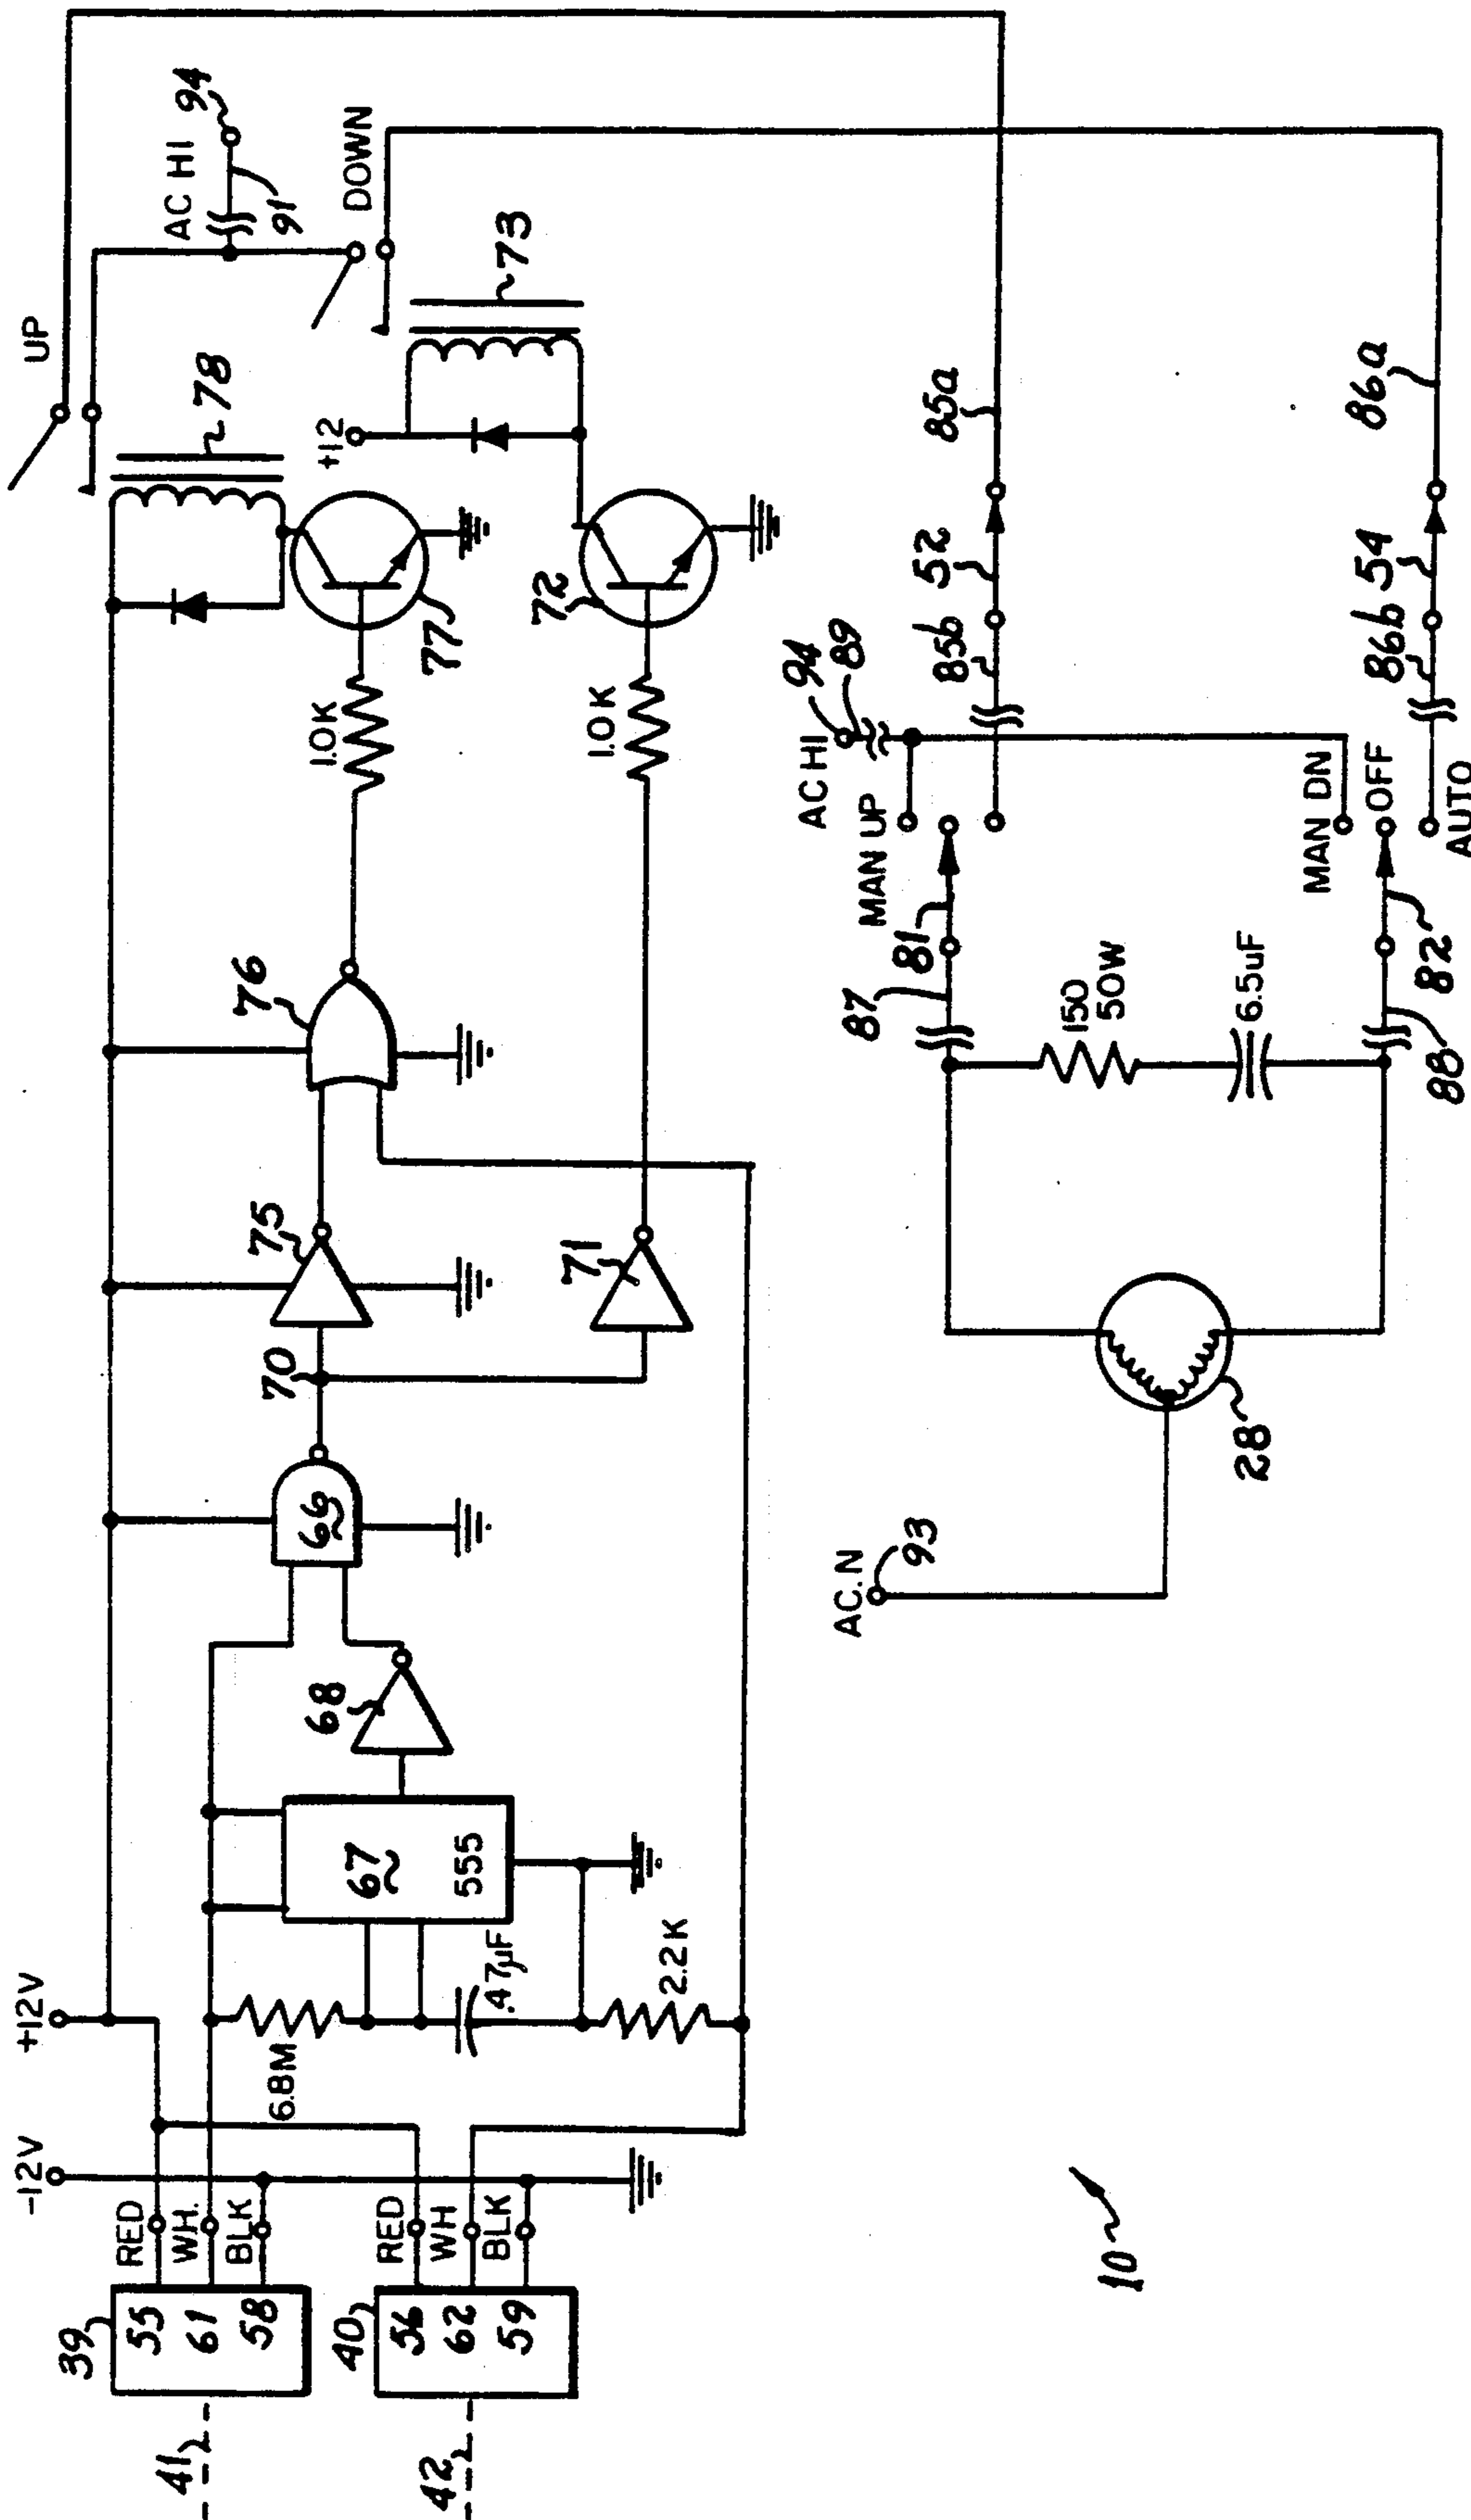 -12V
+12V
39
RED
55
WH.
61
BLK
58
41
40
RED
56
WH
62
BLK
59
42
6.8M
.47µF
2.2K
67
555
68
66
70
75
71
76
1.0K
1.0K
77
72
78
UP
+12
73
AC HI
94
91
DOWN
AC.N
93
28
150
50W
6.5uF
87
81
MAN UP
AC HI
94
89
88
82
MAN DN
OFF
AUTO
85b
52
85a
86b
54
86a
10